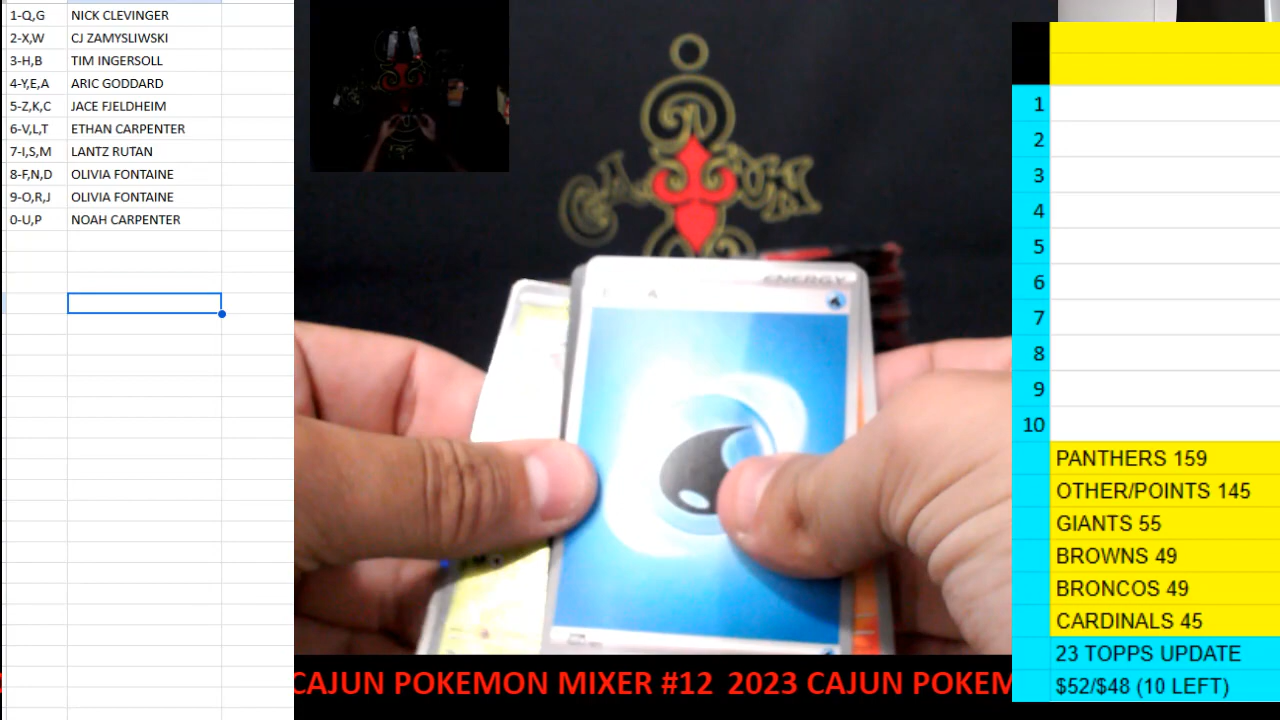 1-Q,G NICK CLEVINGER
2-X,W CJ ZAMYSLIWSKI
3-H,B TIM INGERSOLL
4-Y,E,A ARIC GODDARD
5-Z,K,C JACE FJELDHEIM
6-V,L,T ETHAN CARPENTER
7-I,S,M LANTZ RUTAN
8-F,N,D OLIVIA FONTAINE
9-O,R,J OLIVIA FONTAINE
0-U,P NOAH CARPENTER
ENERGY
CAJUN POKEMON MIXER #12 2023 CAJUN POKEM
1
2
3
4
5
6
7
8
9
10
PANTHERS 159
OTHER/POINTS 145
GIANTS 55
BROWNS 49
BRONCOS 49
CARDINALS 45
23 TOPPS UPDATE
$52/$48 (10 LEFT)